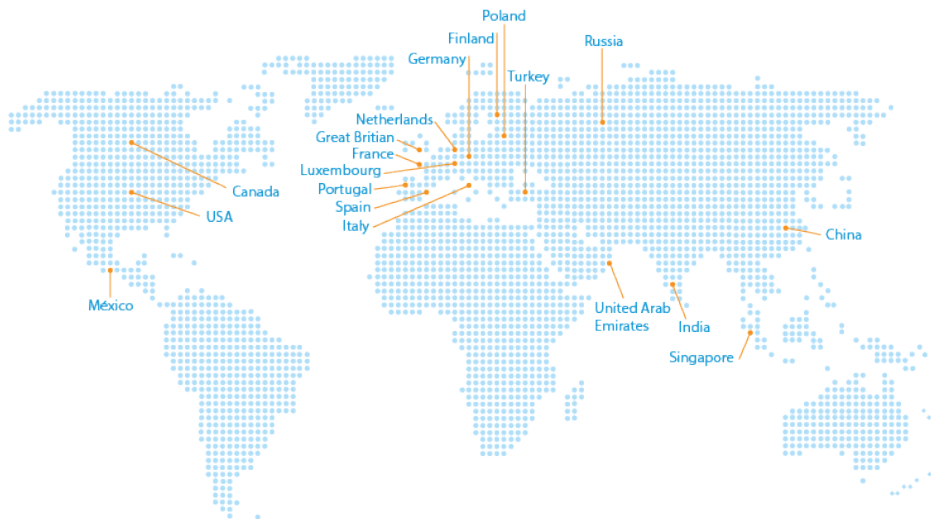 Poland
Finland
Russia
Germany
Turkey
Netherlands
Great Britian
France
Luxembourg
Portugal
Canada
Spain
USA
Italy
China
México
United Arab
Emirates
India
Singapore